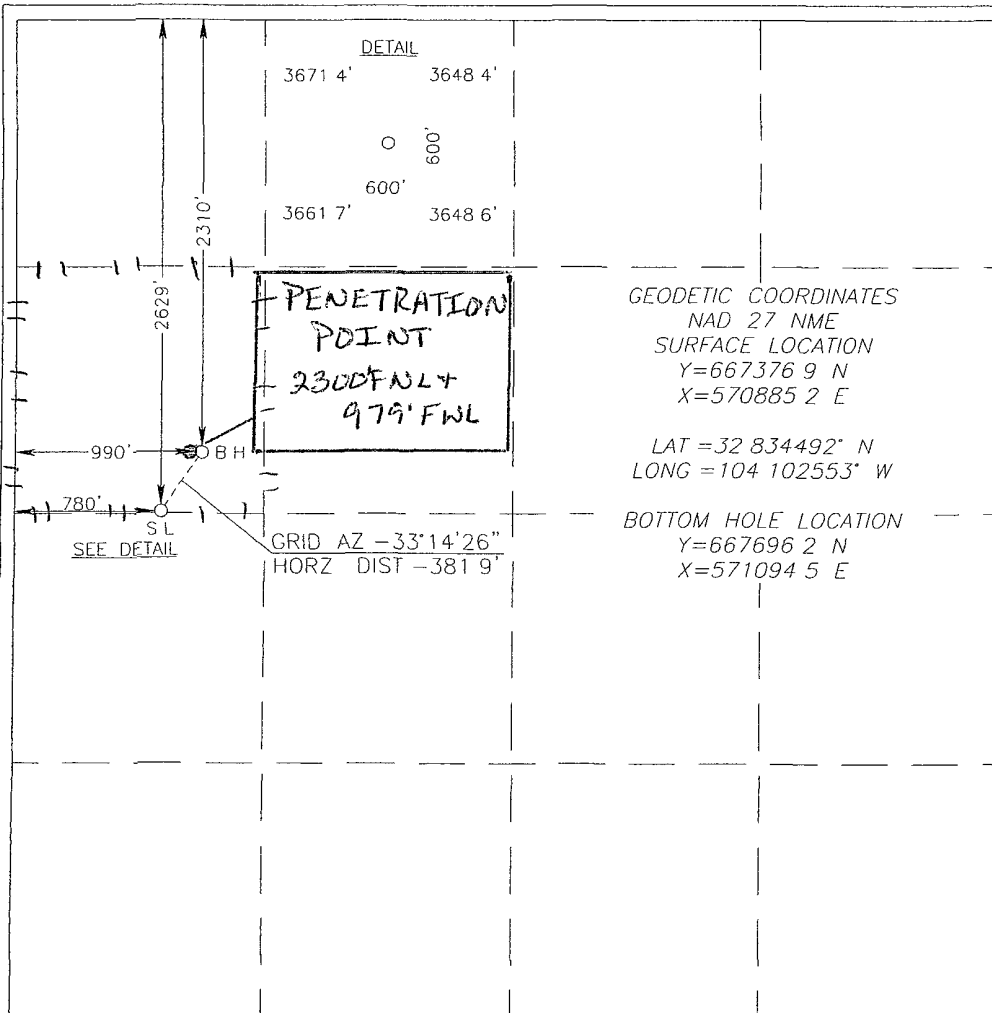 DETAIL
3671 4' 3648 4'
600'
600'
3661 7' 3648 6'
2310'
2629'
PENETRATION
POINT
2300'FNL+
979'FWL
990'
B H
780'
S L
SEE DETAIL
GRID AZ -33°14'26"
HORZ DIST -381 9'
GEODETIC COORDINATES
NAD 27 NME
SURFACE LOCATION
Y=667376 9 N
X=570885 2 E
LAT =32 834492° N
LONG =104 102553° W
BOTTOM HOLE LOCATION
Y=667696 2 N
X=571094 5 E